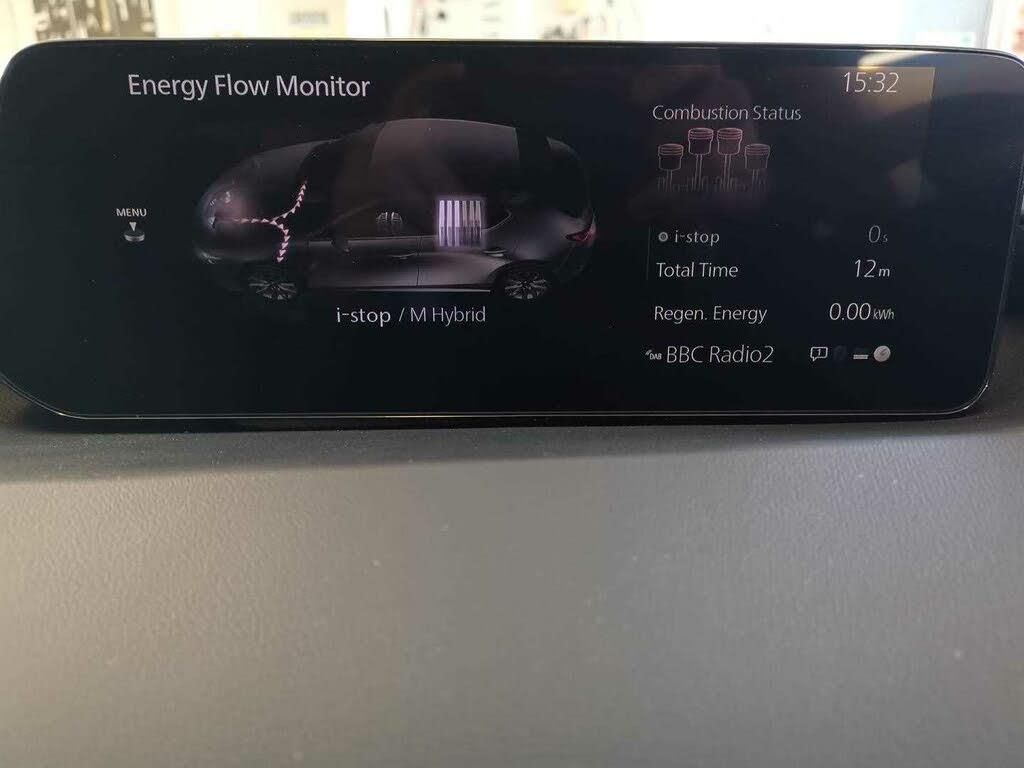 Energy Flow Monitor
15:32
Combustion Status
MENU
i-stop 0s
Total Time 12m
Regen. Energy 0.00kWh
i-stop / M Hybrid
DAB BBC Radio2